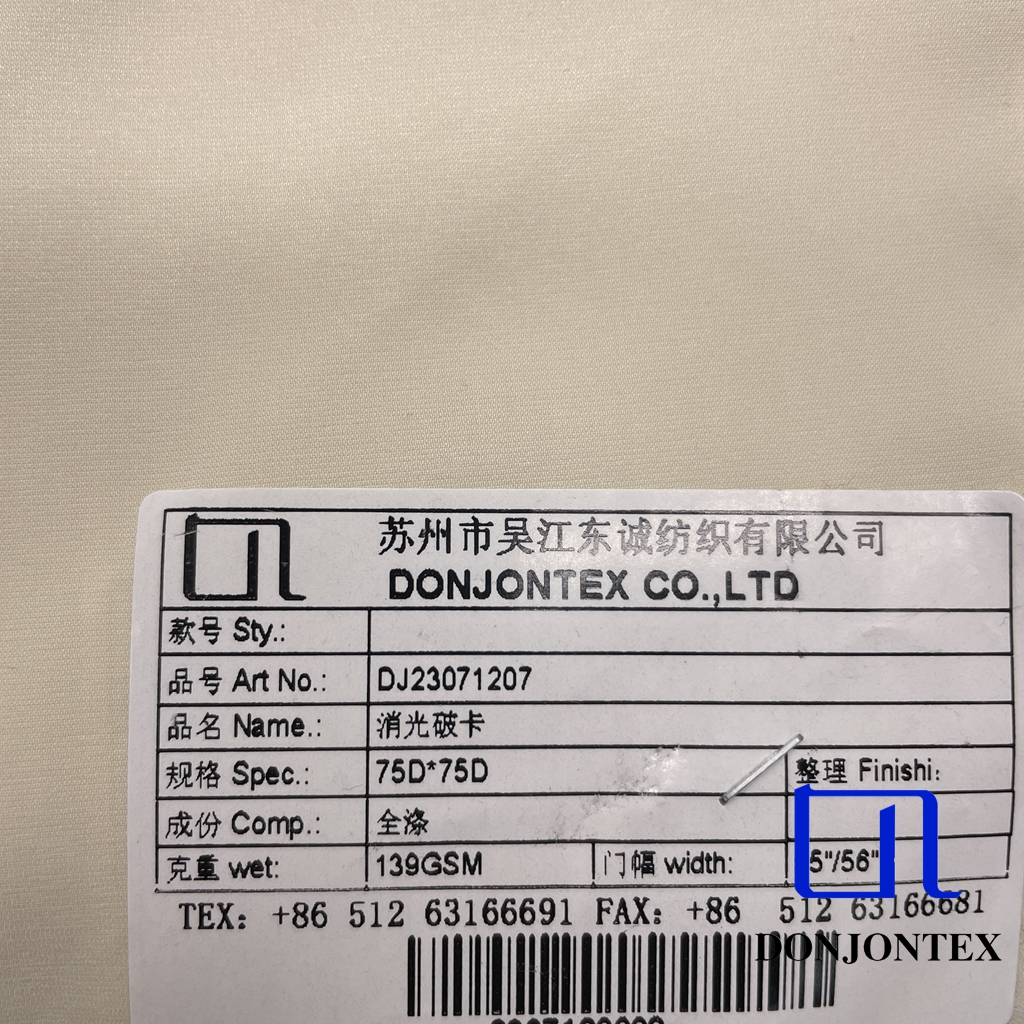 苏州市吴江东诚纺织有限公司
DONJONTEX CO.,LTD
款号 Sty.:
品号 Art No.: DJ23071207
品名 Name.: 消光破卡
规格 Spec.: 75D*75D 整理 Finishi:
成份 Comp.: 全涤
克重 wet: 139GSM 门幅 width: 5"/56"
TEX: +86 512 63166691 FAX: +86 512 63166681
DONJONTEX